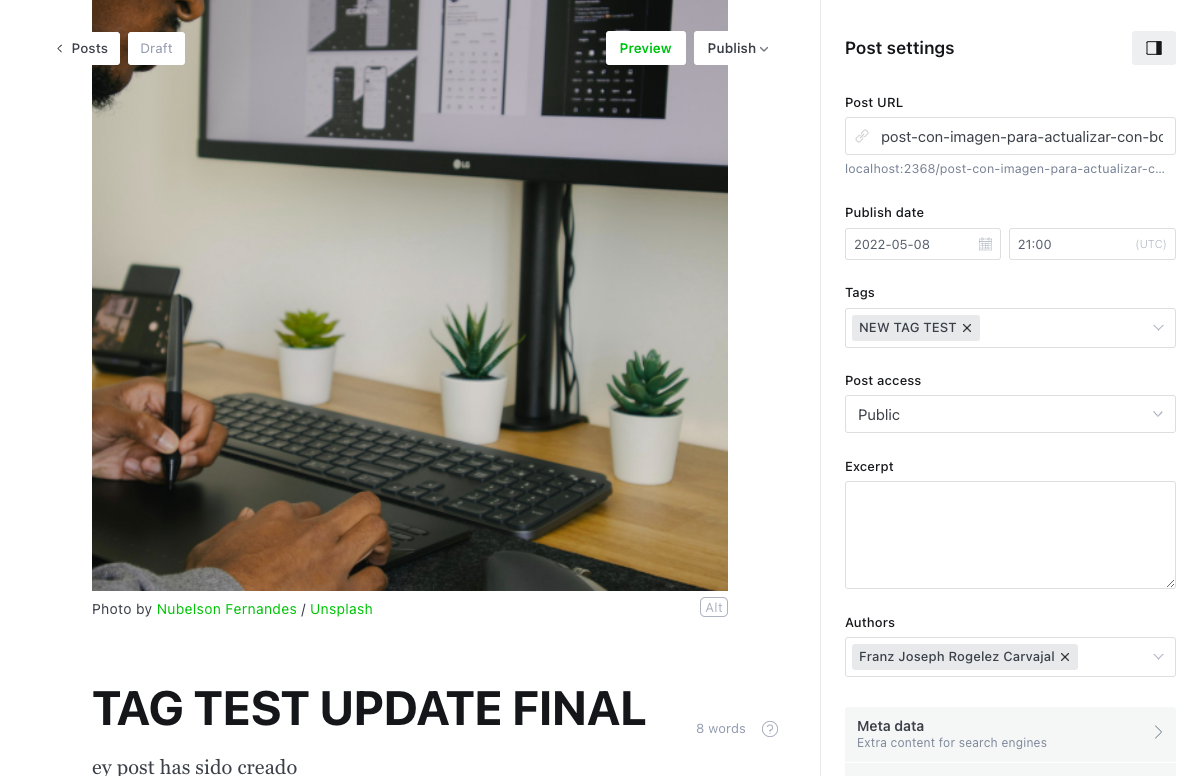 Posts
Draft
Preview
Publish
LG
Photo by Nubelson Fernandes / Unsplash
Alt
TAG TEST UPDATE FINAL
8 words
?
ey post has sido creado
Post settings
Post URL
post-con-imagen-para-actualizar-con-bo
localhost:2368/post-con-imagen-para-actualizar-c...
Publish date
2022-05-08
21:00
(UTC)
Tags
NEW TAG TEST
Post access
Public
Excerpt
Authors
Franz Joseph Rogelez Carvajal
Meta data
Extra content for search engines